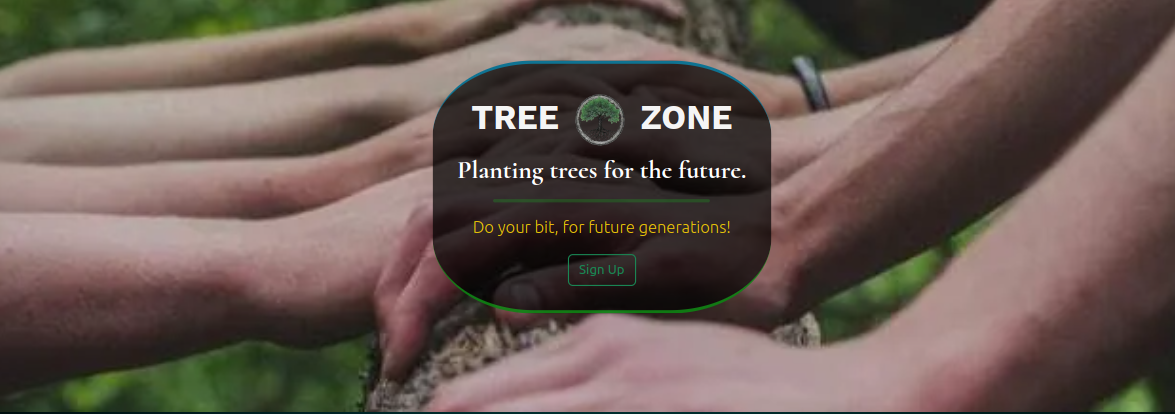 TREE ZONE
Planting trees for the future.
Do your bit, for future generations!
Sign Up